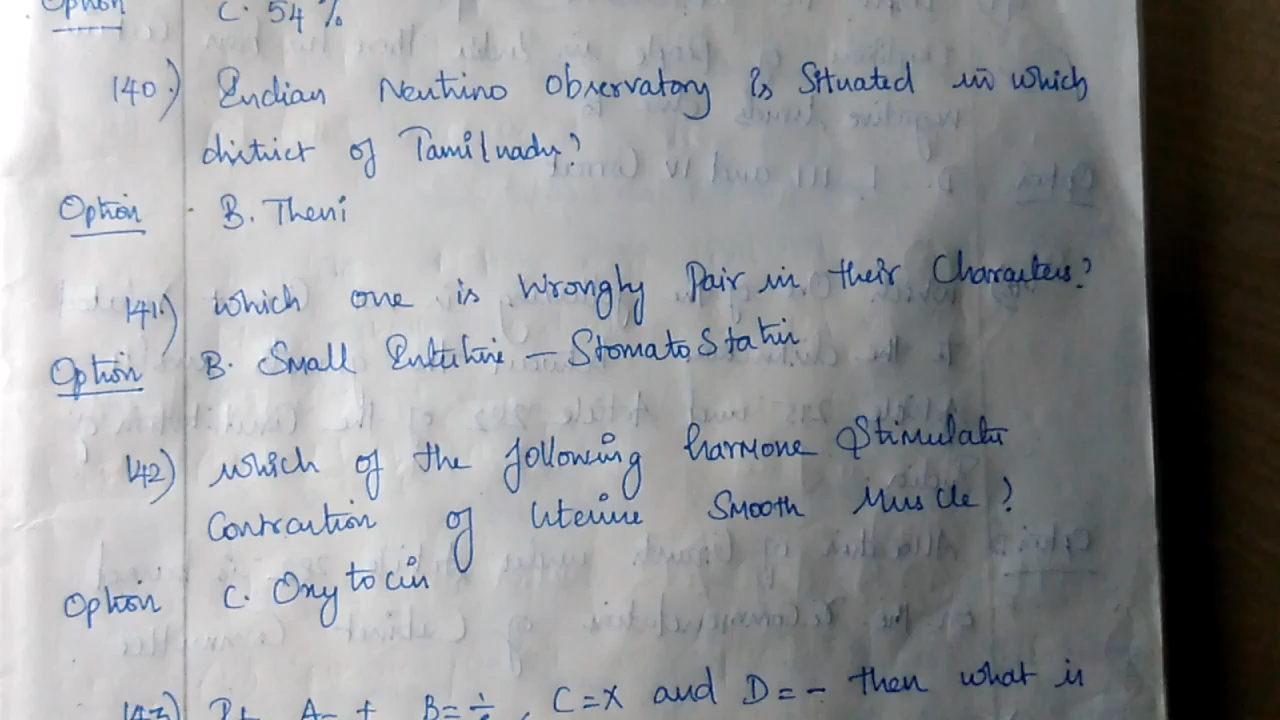 Option C. 54 %
140.) Indian Neutrino Observatory is Situated in which
district of Tamilnadu?
Option B. Theni
141.) which one is wrongly Pair in their Characters?
Option B. Small Intestine - Stomato Statin
142) which of the following harmone Stimulate
Contraction of Uterine Smooth Muscle?
Option C. Oxytocin
143) If A = + B = ÷, C = X and D = - then what is